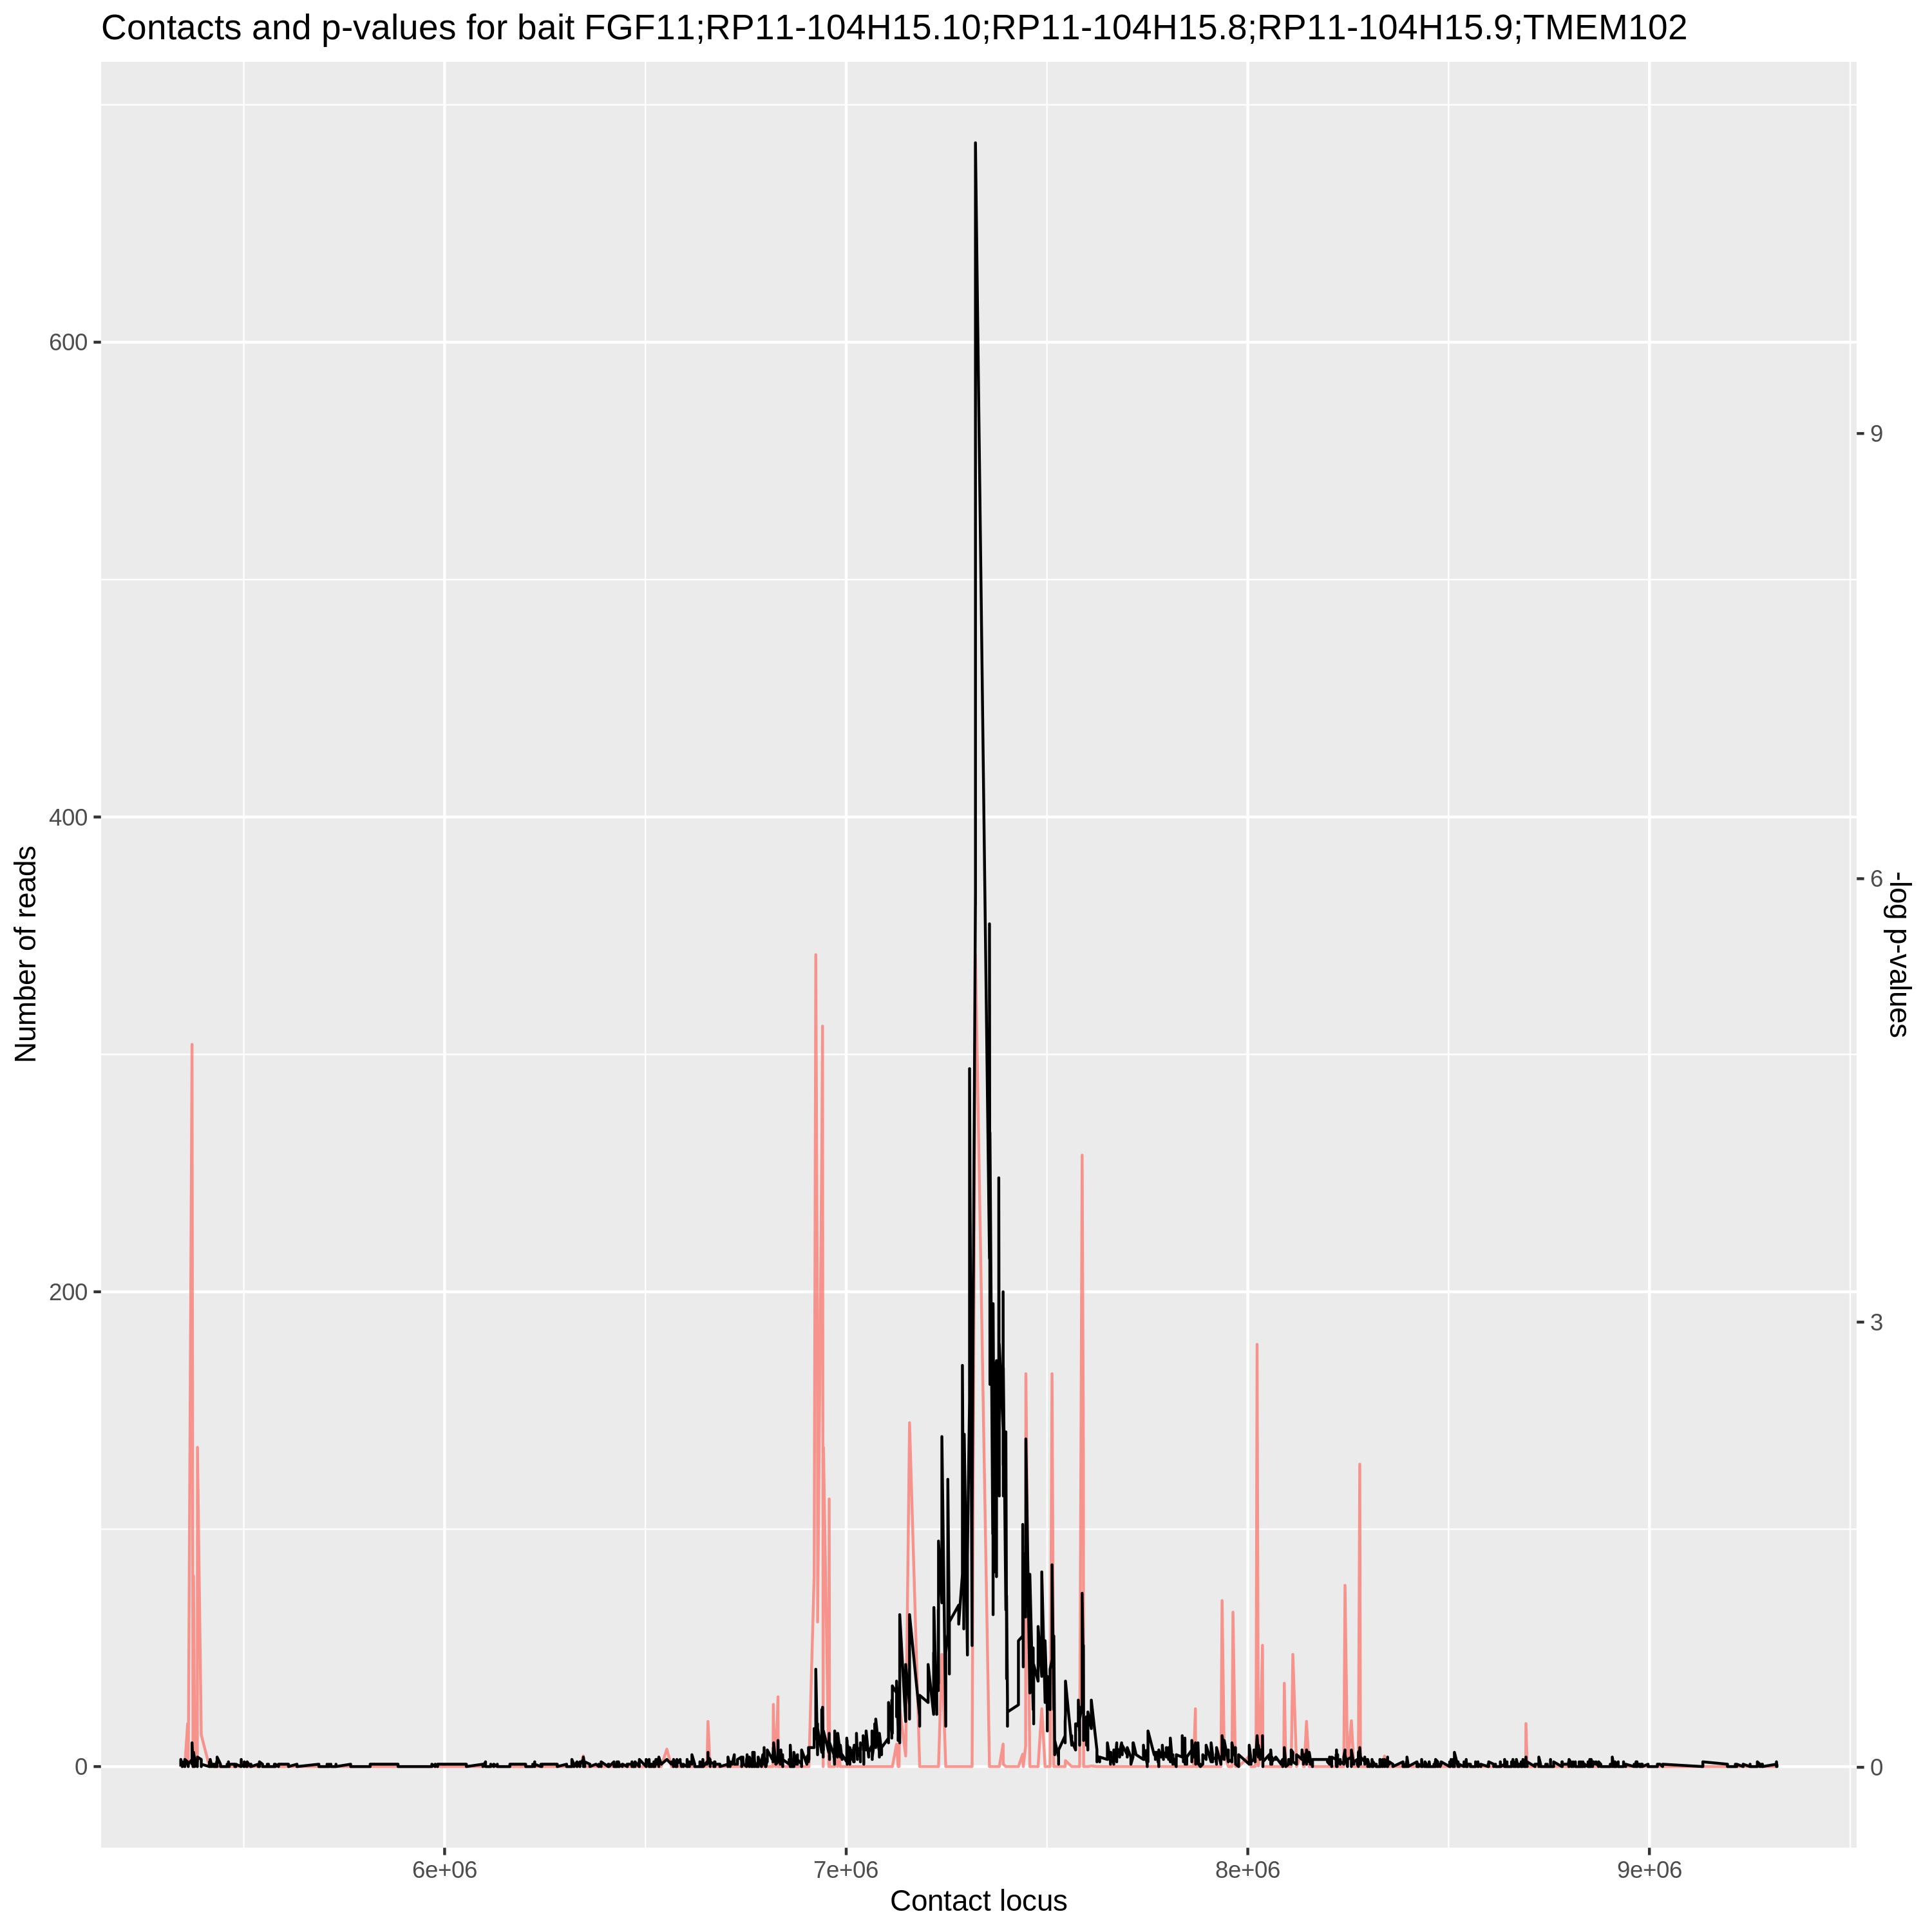 Contacts and p-values for bait FGF11;RP11-104H15.10;RP11-104H15.8;RP11-104H15.9;TMEM102
Number of reads
600
400
200
0
9
6
3
0
-log p-values
6e+06 7e+06 8e+06 9e+06
Contact locus